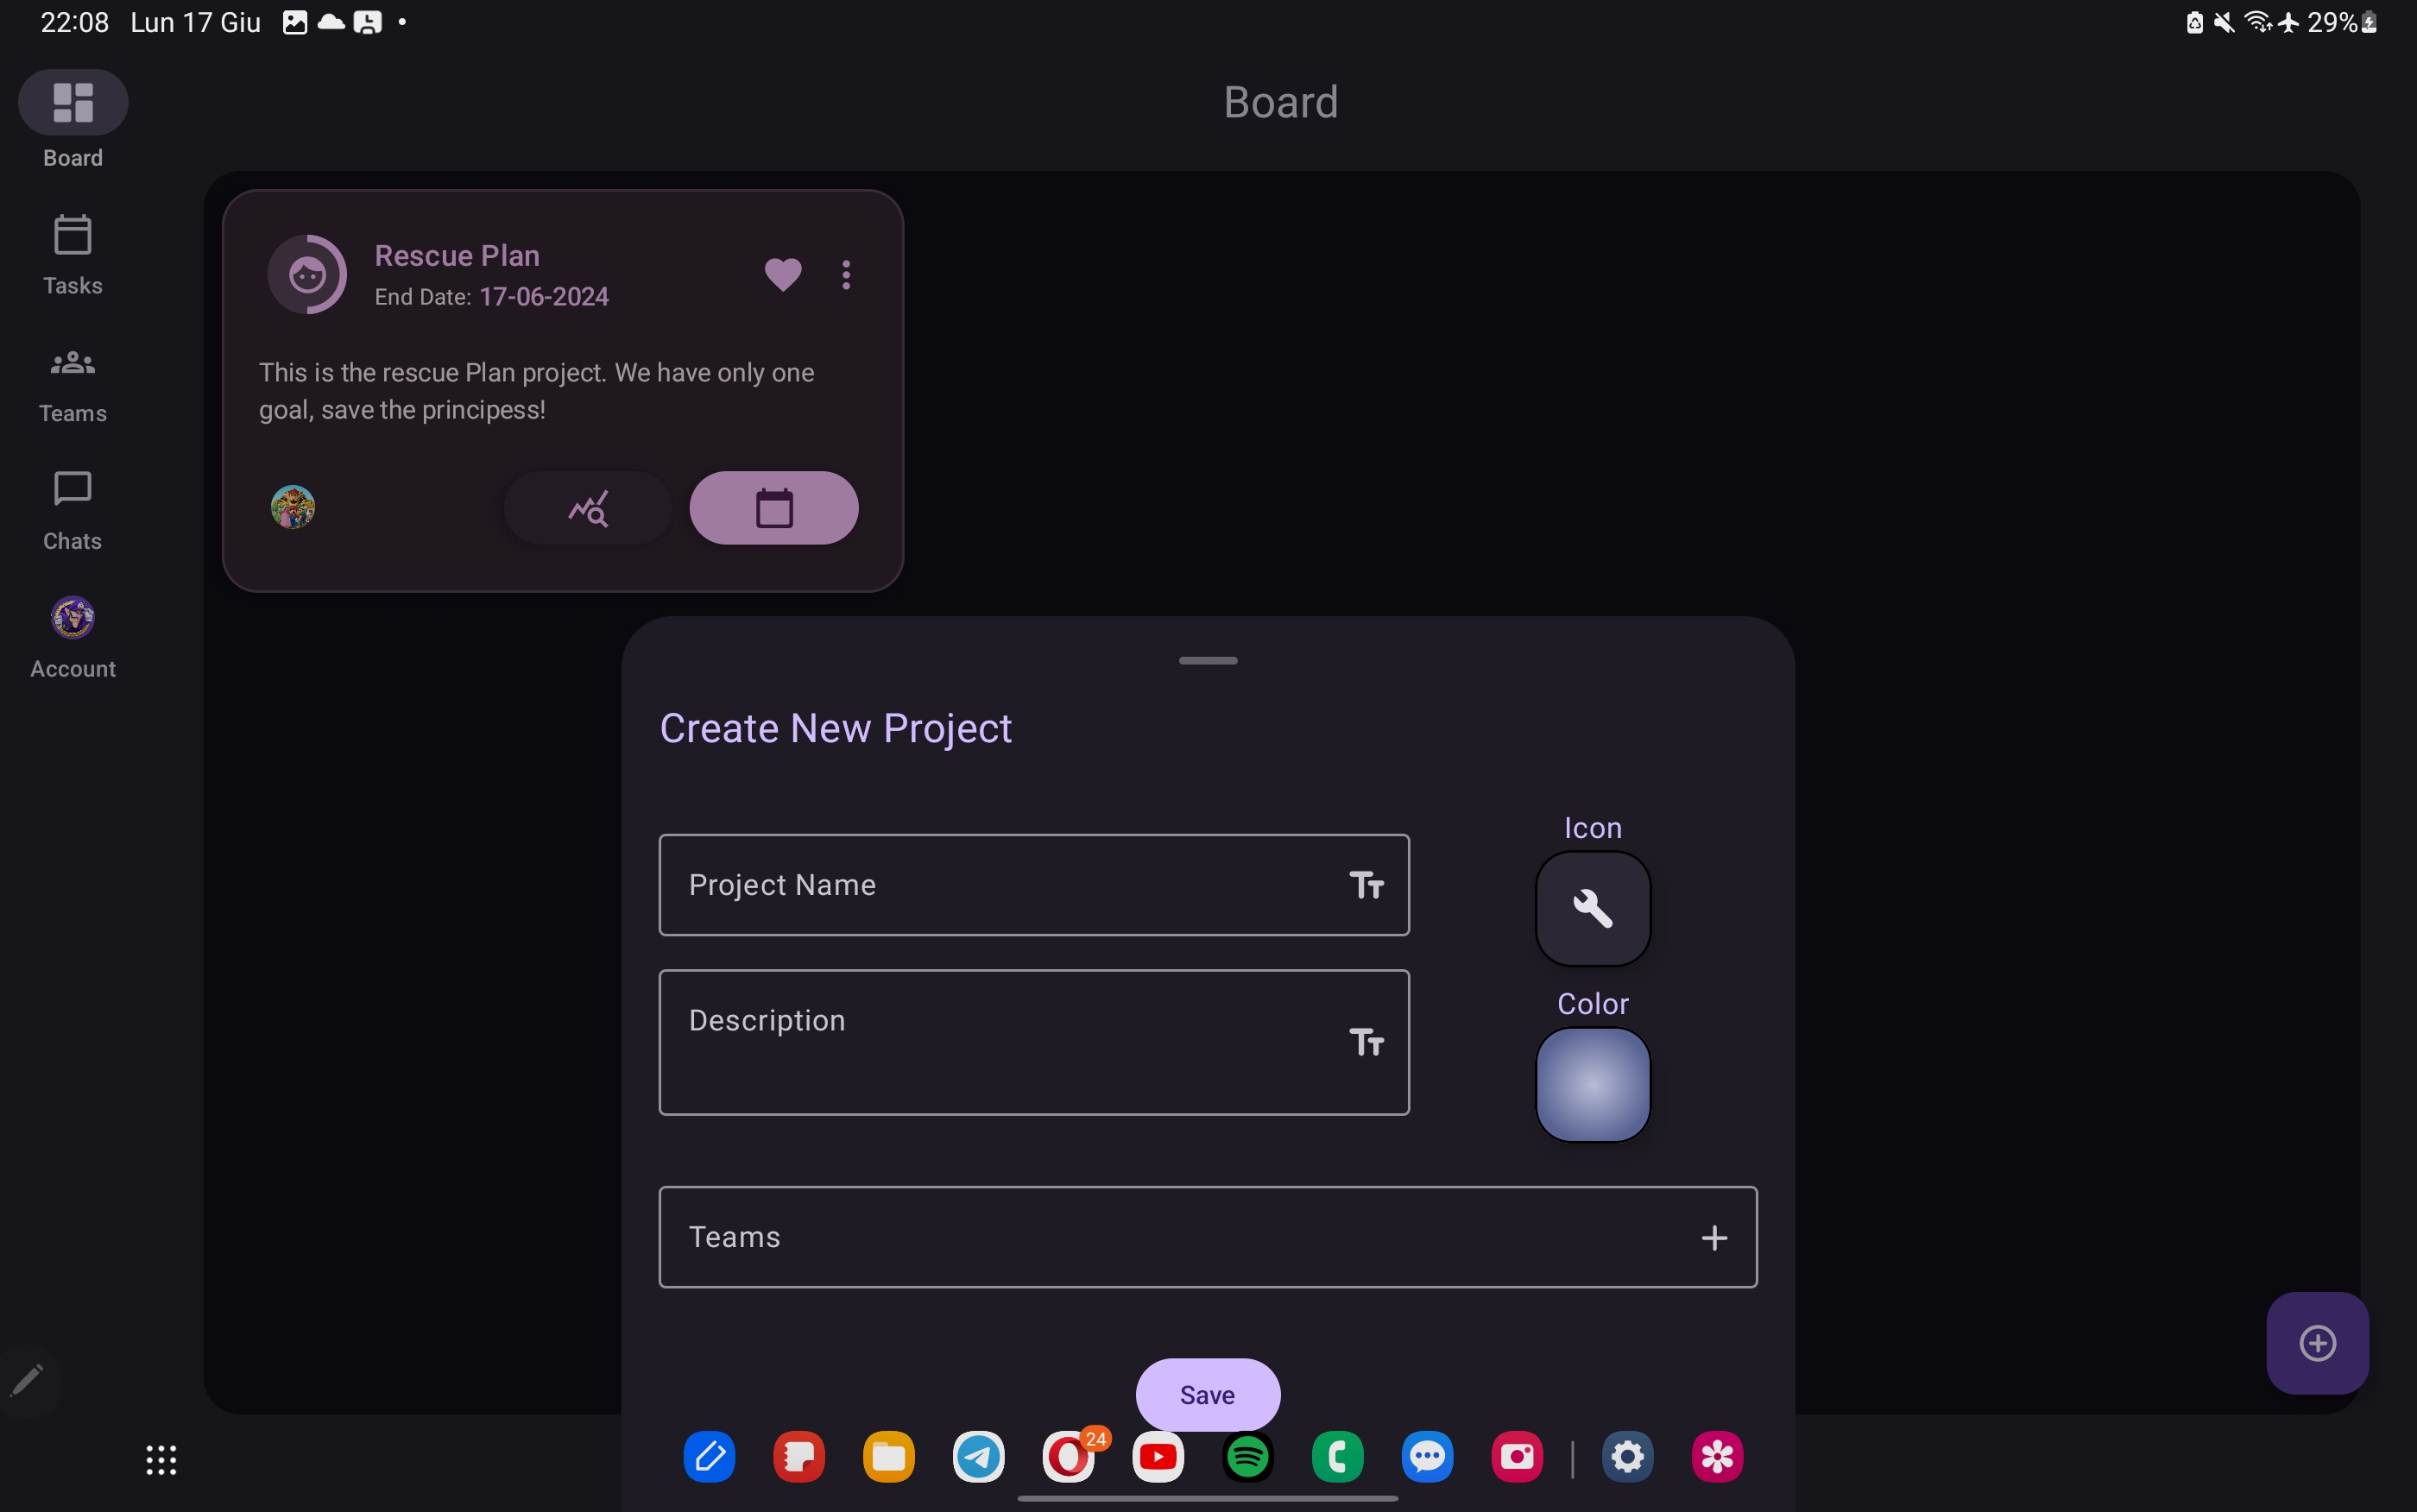 22:08 Lun 17 Giu
29%
Board
Board
Tasks
Teams
Chats
Account
Rescue Plan
End Date: 17-06-2024
This is the rescue Plan project. We have only one
goal, save the principess!
Create New Project
Project Name
Tт
Icon
Description
Tт
Color
Teams
Save
24